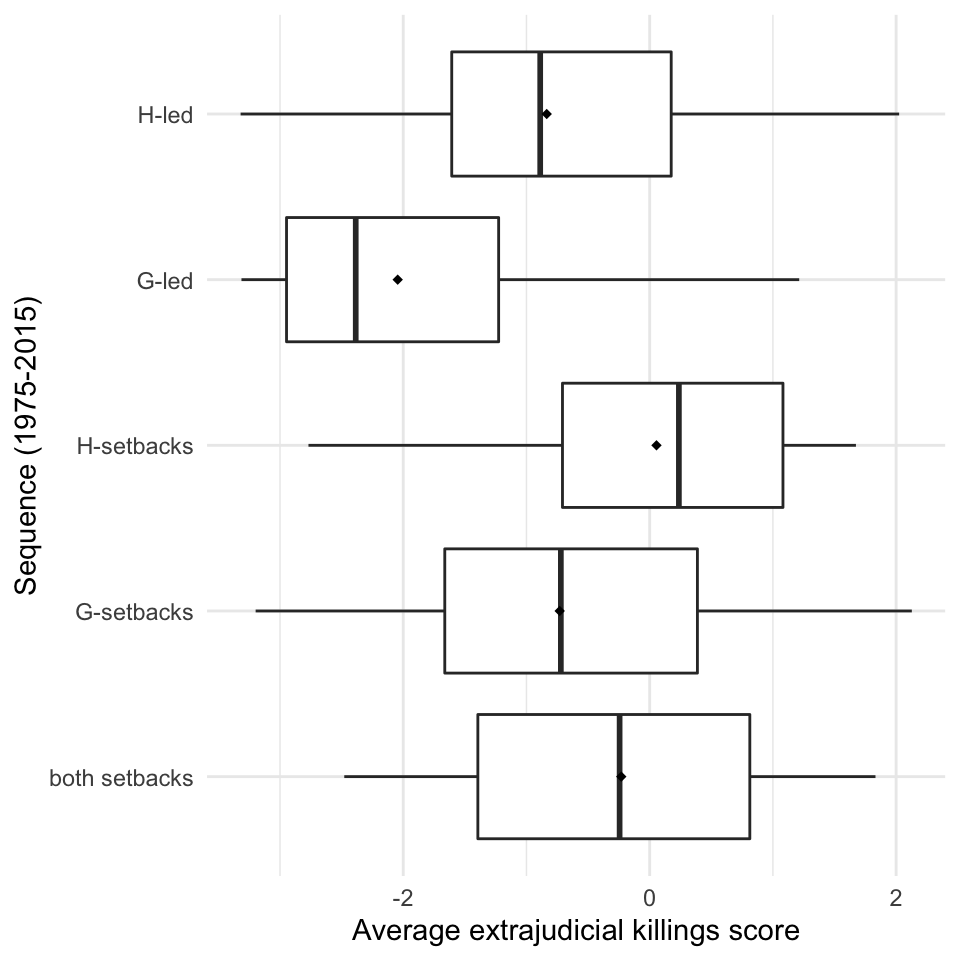 H-led
G-led
H-setbacks
G-setbacks
both setbacks
Sequence (1975-2015)
-2 0 2
Average extrajudicial killings score